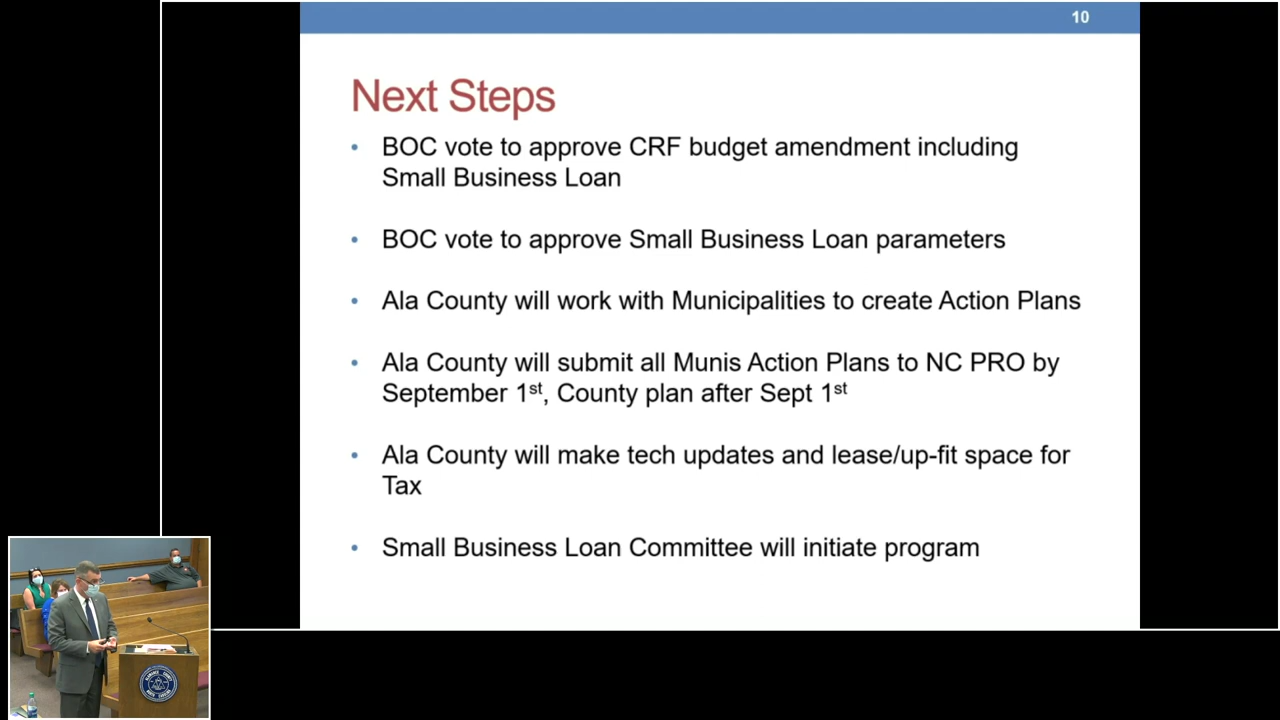 10
Next Steps
• BOC vote to approve CRF budget amendment including
Small Business Loan
• BOC vote to approve Small Business Loan parameters
• Ala County will work with Municipalities to create Action Plans
• Ala County will submit all Munis Action Plans to NC PRO by
September 1st, County plan after Sept 1st
• Ala County will make tech updates and lease/up-fit space for
Tax
• Small Business Loan Committee will initiate program